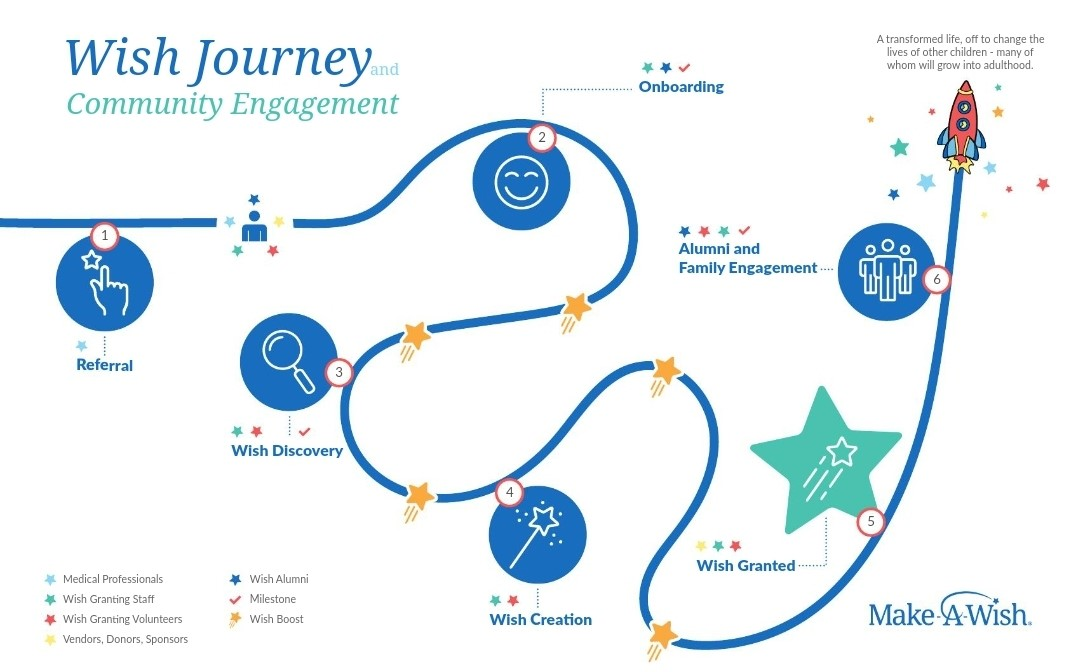 Wish Journey and
Community Engagement
A transformed life, off to change the
lives of other children - many of
whom will grow into adulthood.
1
Referral
2
Onboarding
3
Wish Discovery
4
Wish Creation
5
Wish Granted
6
Alumni and
Family Engagement
Medical Professionals
Wish Granting Staff
Wish Granting Volunteers
Vendors, Donors, Sponsors
Wish Alumni
Milestone
Wish Boost
Make-A-Wish®